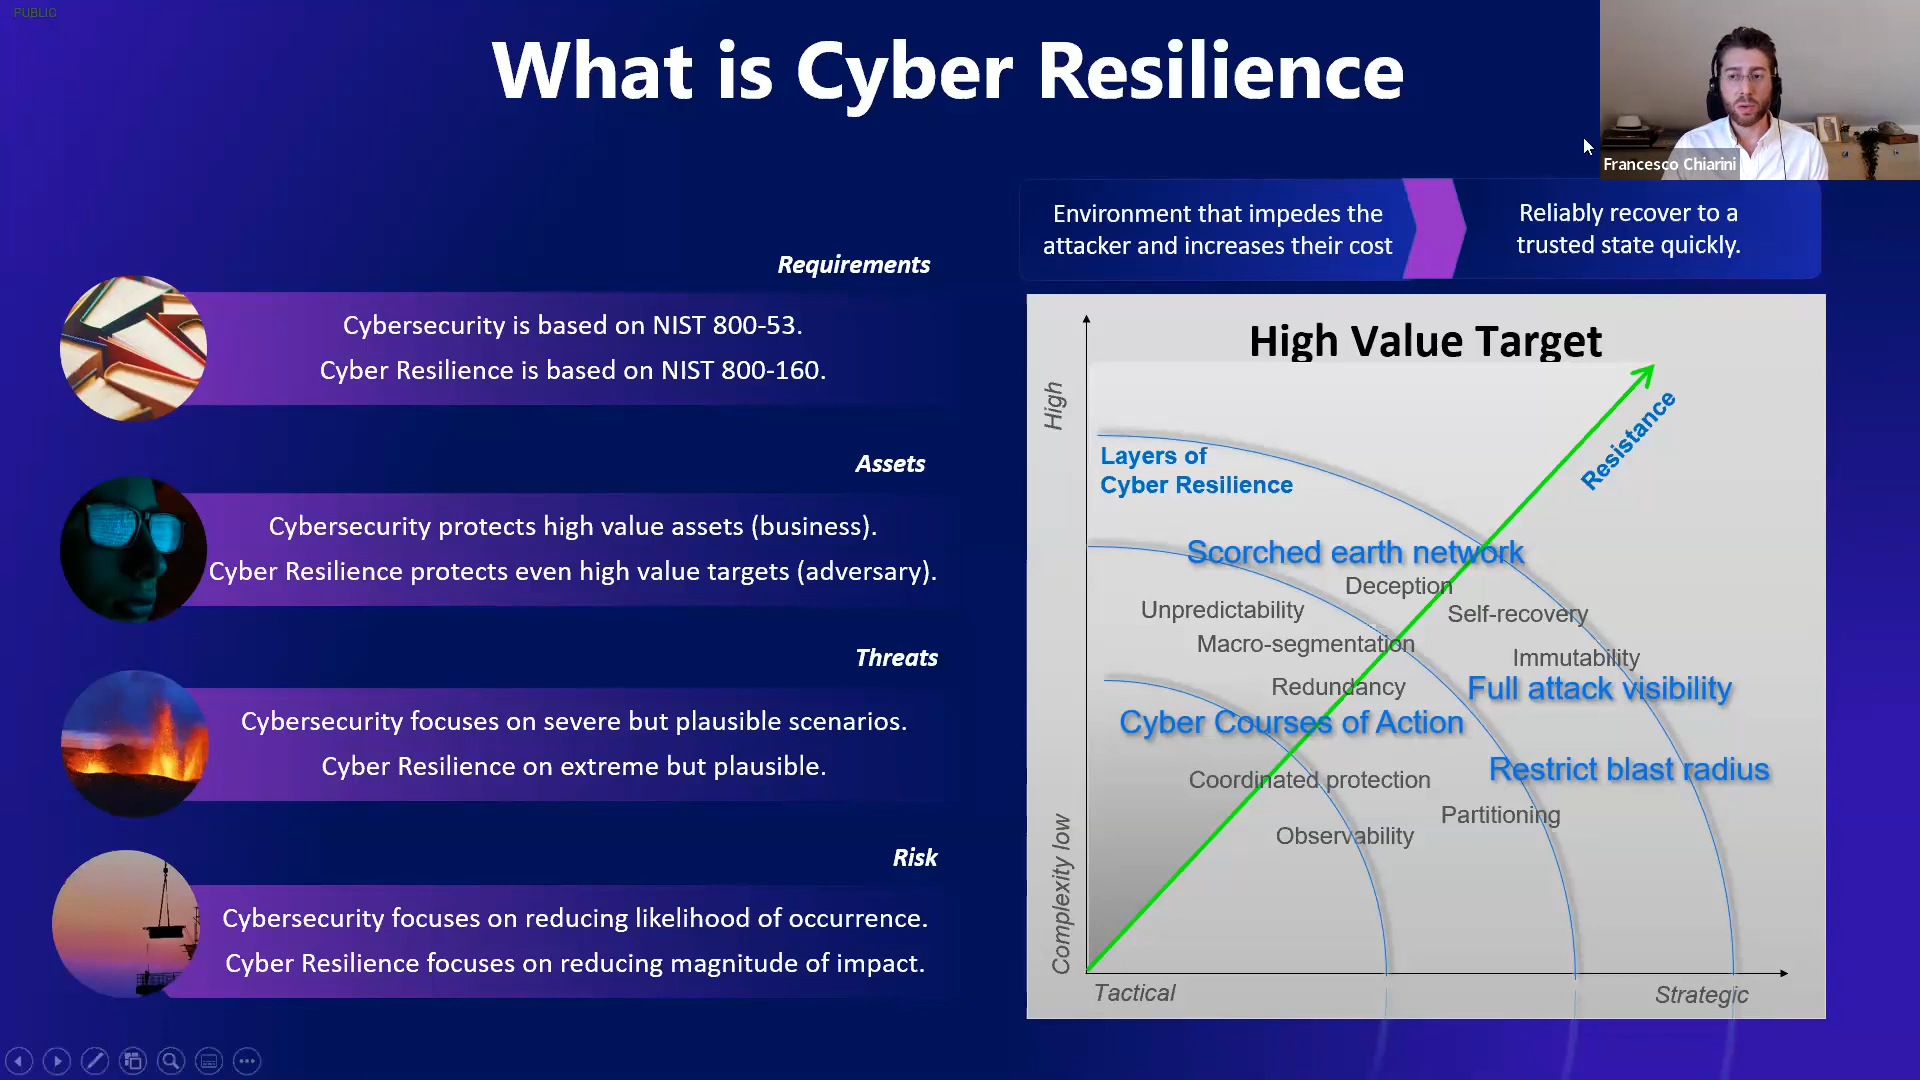 PUBLIC
What is Cyber Resilience
Francesco Chiarini
Environment that impedes the
attacker and increases their cost
Reliably recover to a
trusted state quickly.
Requirements
Cybersecurity is based on NIST 800-53.
Cyber Resilience is based on NIST 800-160.
Assets
Cybersecurity protects high value assets (business).
Cyber Resilience protects even high value targets (adversary).
Threats
Cybersecurity focuses on severe but plausible scenarios.
Cyber Resilience on extreme but plausible.
Risk
Cybersecurity focuses on reducing likelihood of occurrence.
Cyber Resilience focuses on reducing magnitude of impact.
High Value Target
High
Resistance
Layers of
Cyber Resilience
Scorched earth network
Deception
Unpredictability
Self-recovery
Macro-segmentation
Immutability
Redundancy
Full attack visibility
Cyber Courses of Action
Restrict blast radius
Coordinated protection
Partitioning
Observability
Complexity low
Tactical
Strategic